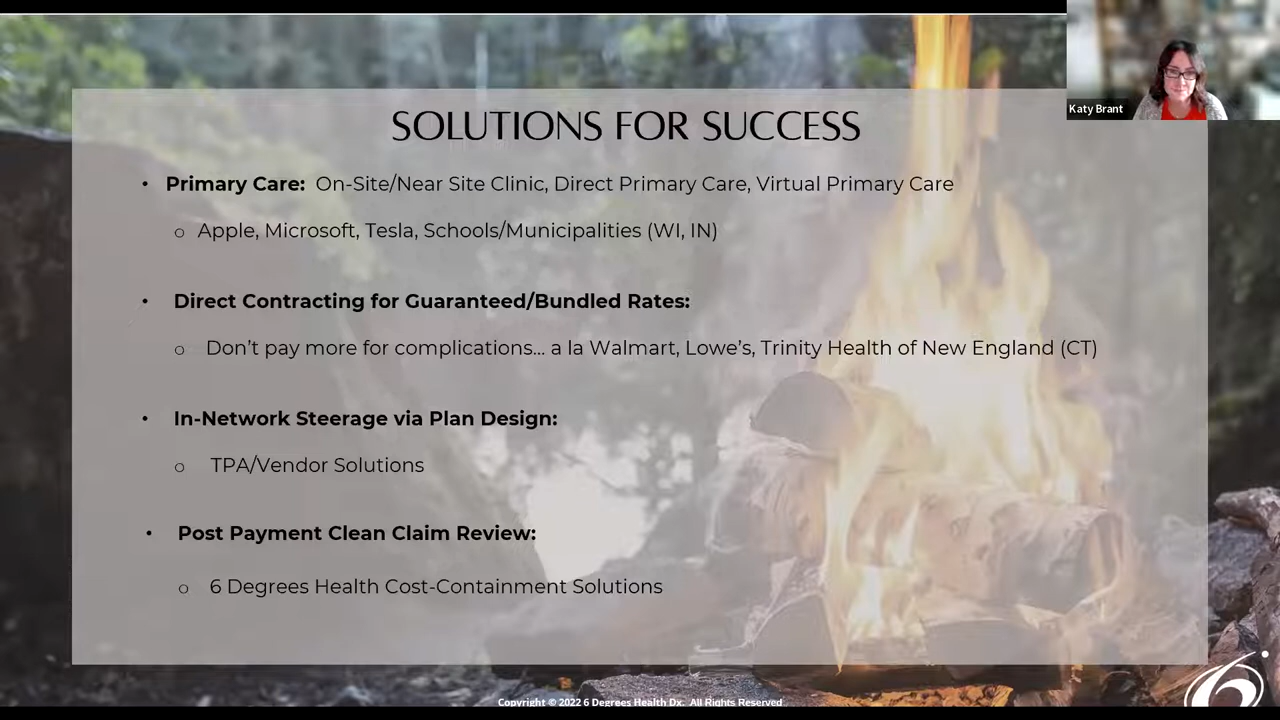 SOLUTIONS FOR SUCCESS
Katy Brant
• Primary Care: On-Site/Near Site Clinic, Direct Primary Care, Virtual Primary Care
o Apple, Microsoft, Tesla, Schools/Municipalities (WI, IN)
• Direct Contracting for Guaranteed/Bundled Rates:
o Don’t pay more for complications... a la Walmart, Lowe’s, Trinity Health of New England (CT)
• In-Network Steerage via Plan Design:
o TPA/Vendor Solutions
• Post Payment Clean Claim Review:
o 6 Degrees Health Cost-Containment Solutions
Copyright © 2022 6 Degrees Health Dx. All Rights Reserved
6